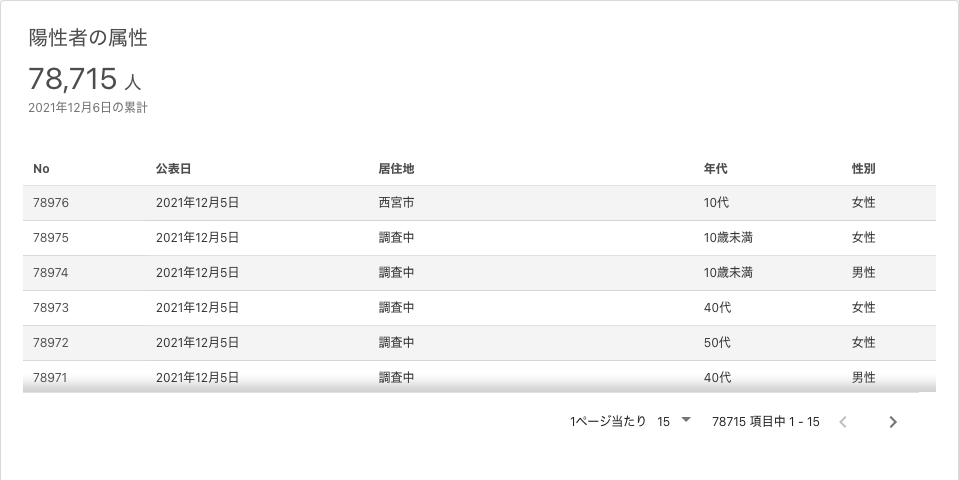 陽性者の属性
78,715 人
2021年12月6日の累計
No 公表日 居住地 年代 性別
78976 2021年12月5日 西宮市 10代 女性
78975 2021年12月5日 調査中 10歳未満 女性
78974 2021年12月5日 調査中 10歳未満 男性
78973 2021年12月5日 調査中 40代 女性
78972 2021年12月5日 調査中 50代 女性
78971 2021年12月5日 調査中 40代 男性
1ページ当たり 15 78715 項目中 1 - 15